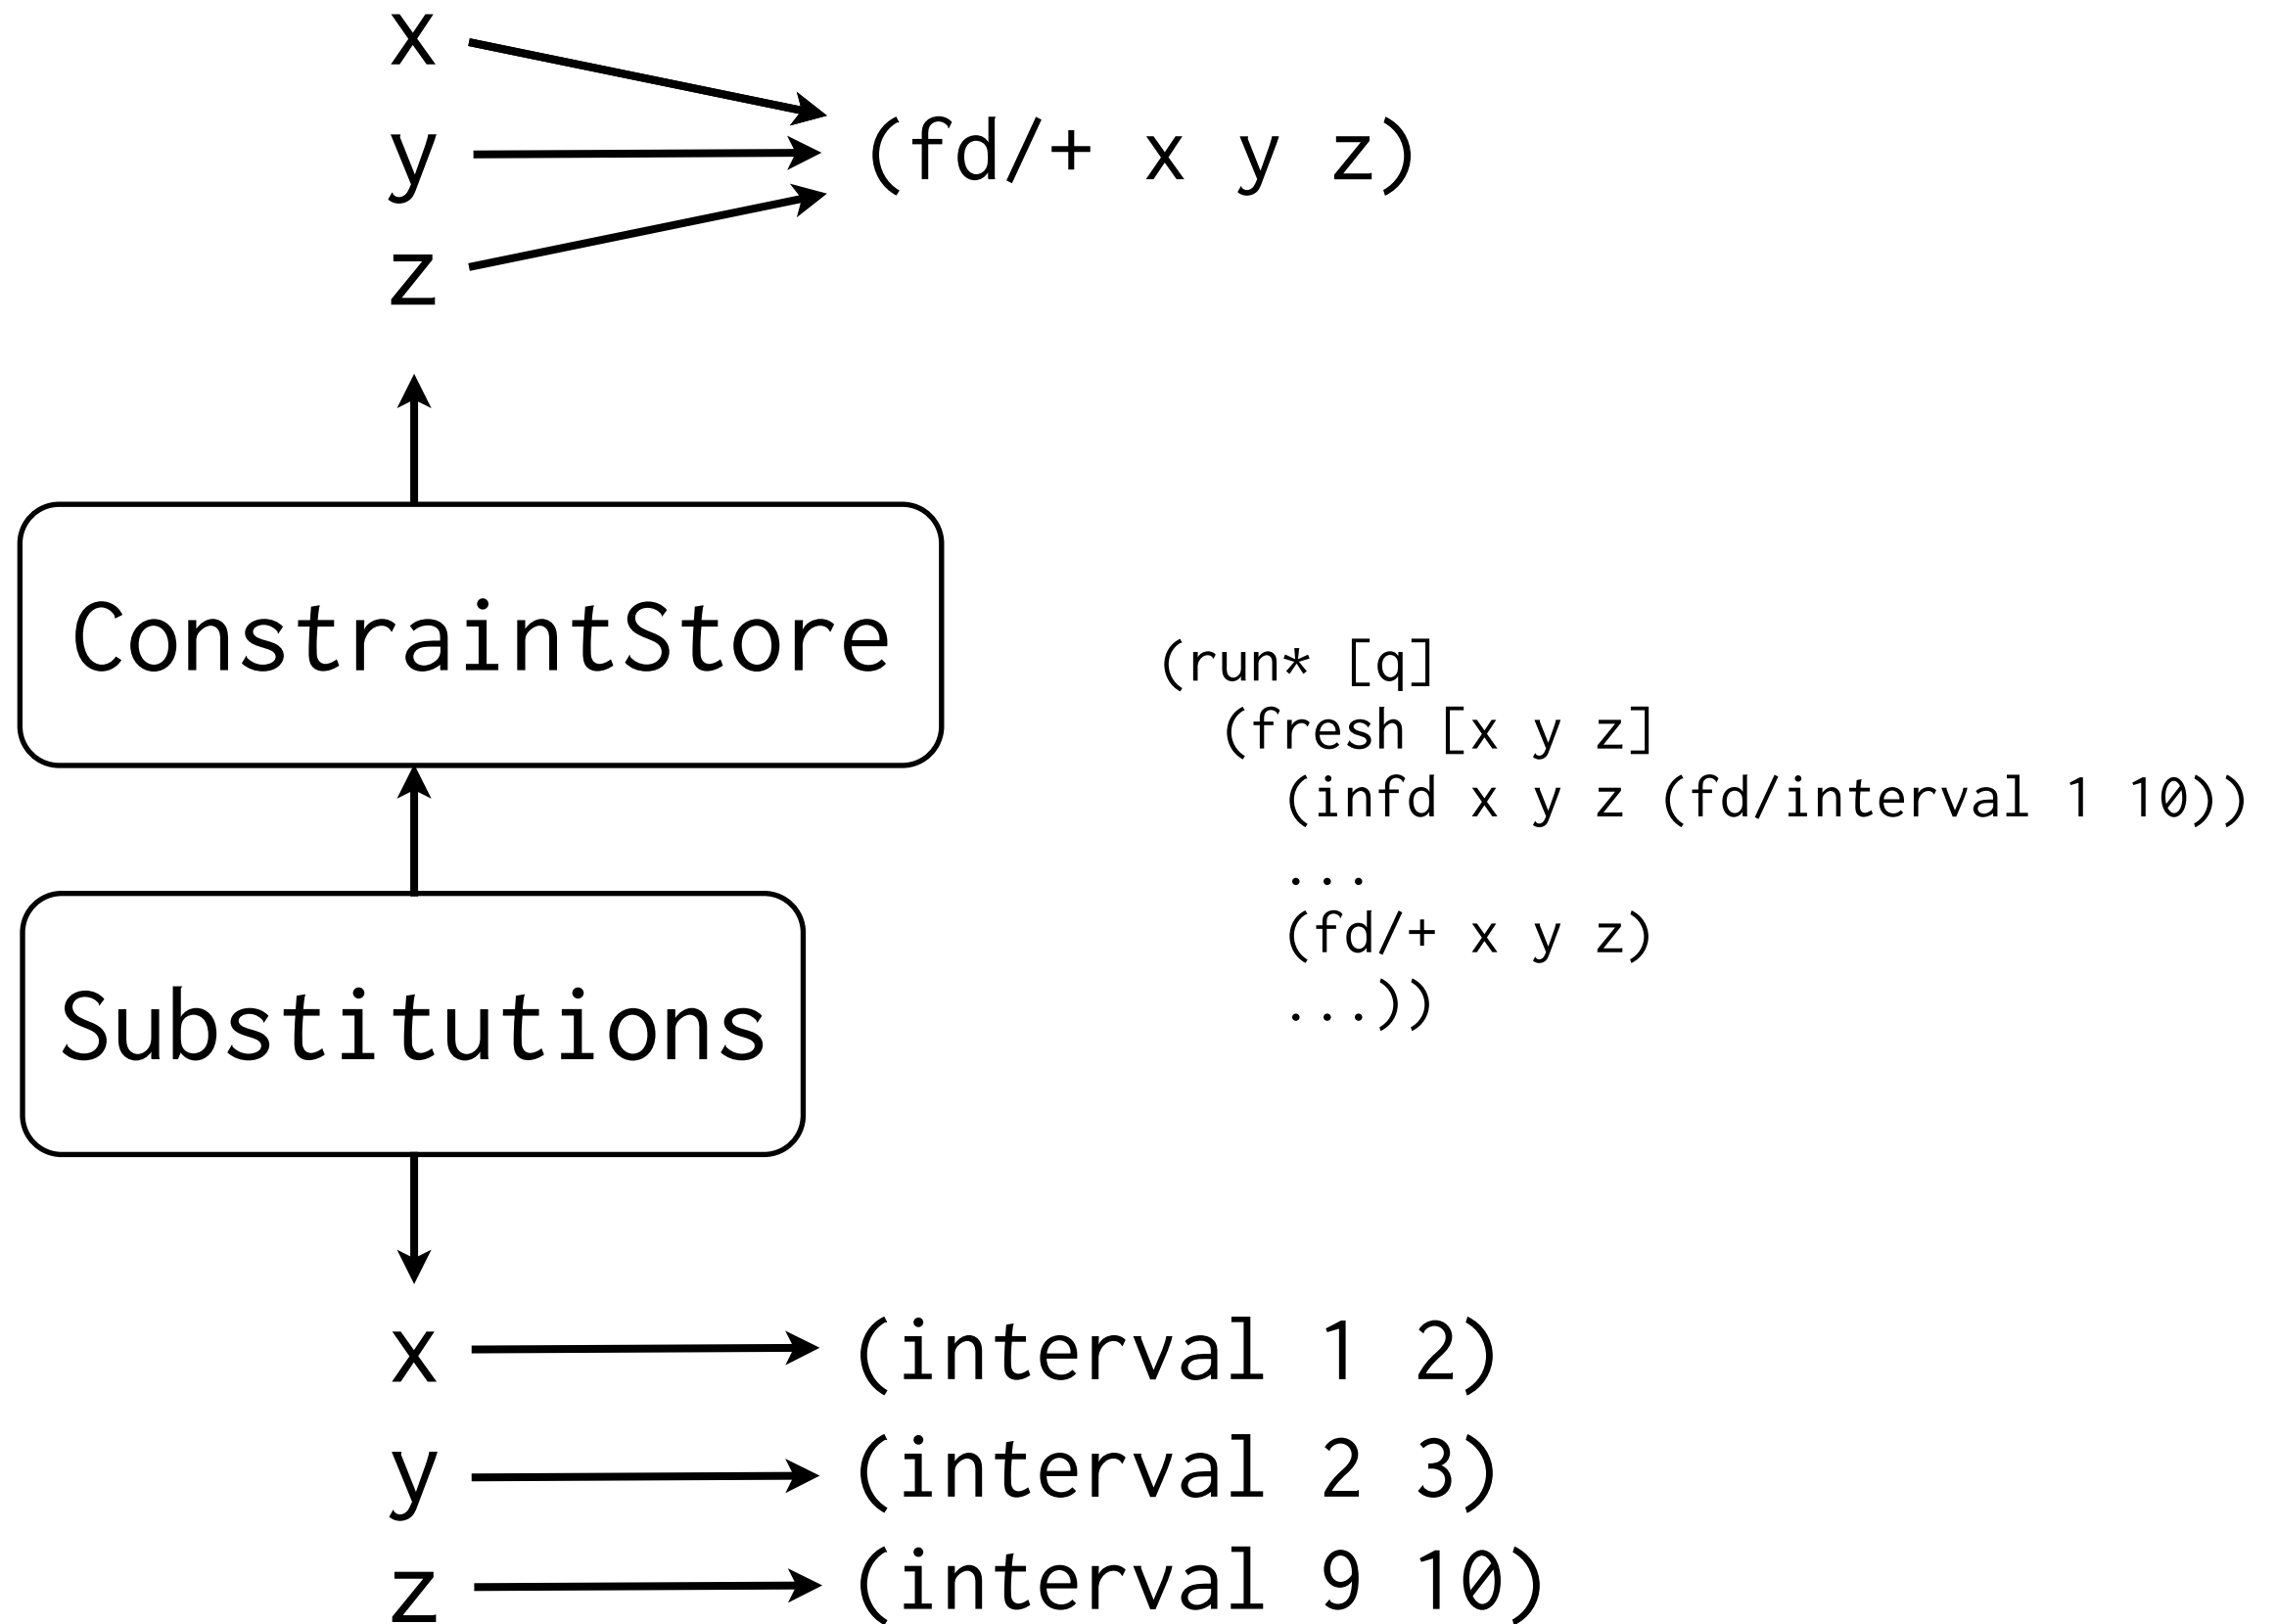 x
y
z
(fd/+ x y z)
ConstraintStore
Substitutions
(run* [q]
  (fresh [x y z]
    (infd x y z (fd/interval 1 10))
    ...
    (fd/+ x y z)
    ...))
x
(interval 1 2)
y
(interval 2 3)
z
(interval 9 10)